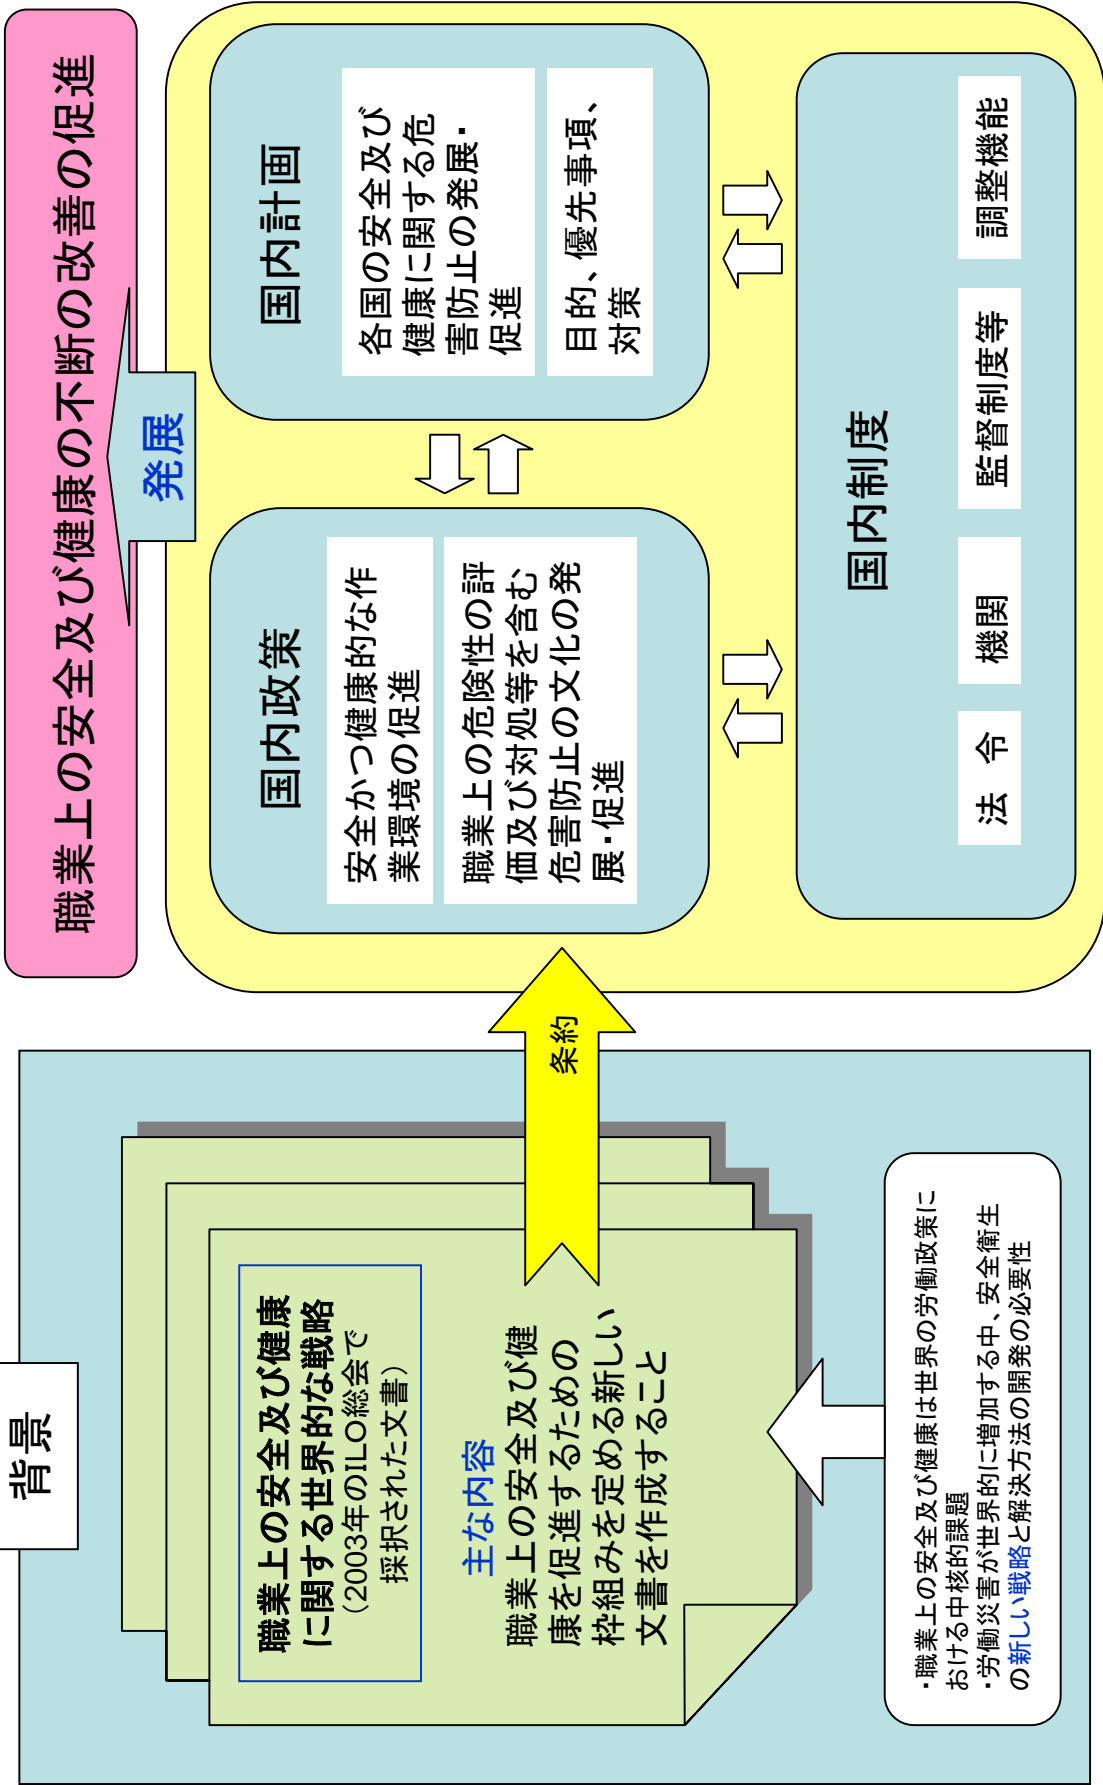 背景
職業上の安全及び健康
に関する世界的な戦略
(2003年のILO総会で
採択された文書)
主な内容
職業上の安全及び健
康を促進するための
枠組みを定める新しい
文書を作成すること
・職業上の安全及び健康は世界の労働政策に
おける中核的課題
・労働災害が世界的に増加する中、安全衛生
の新しい戦略と解決方法の開発の必要性
条約
職業上の安全及び健康の不断の改善の促進
発展
国内政策
安全かつ健康的な作
業環境の促進
職業上の危険性の評
価及び対処等を含む
危害防止の文化の発
展・促進
国内計画
各国の安全及び
健康に関する危
害防止の発展・
促進
目的、優先事項、
対策
国内制度
法 令
機関
監督制度等
調整機能